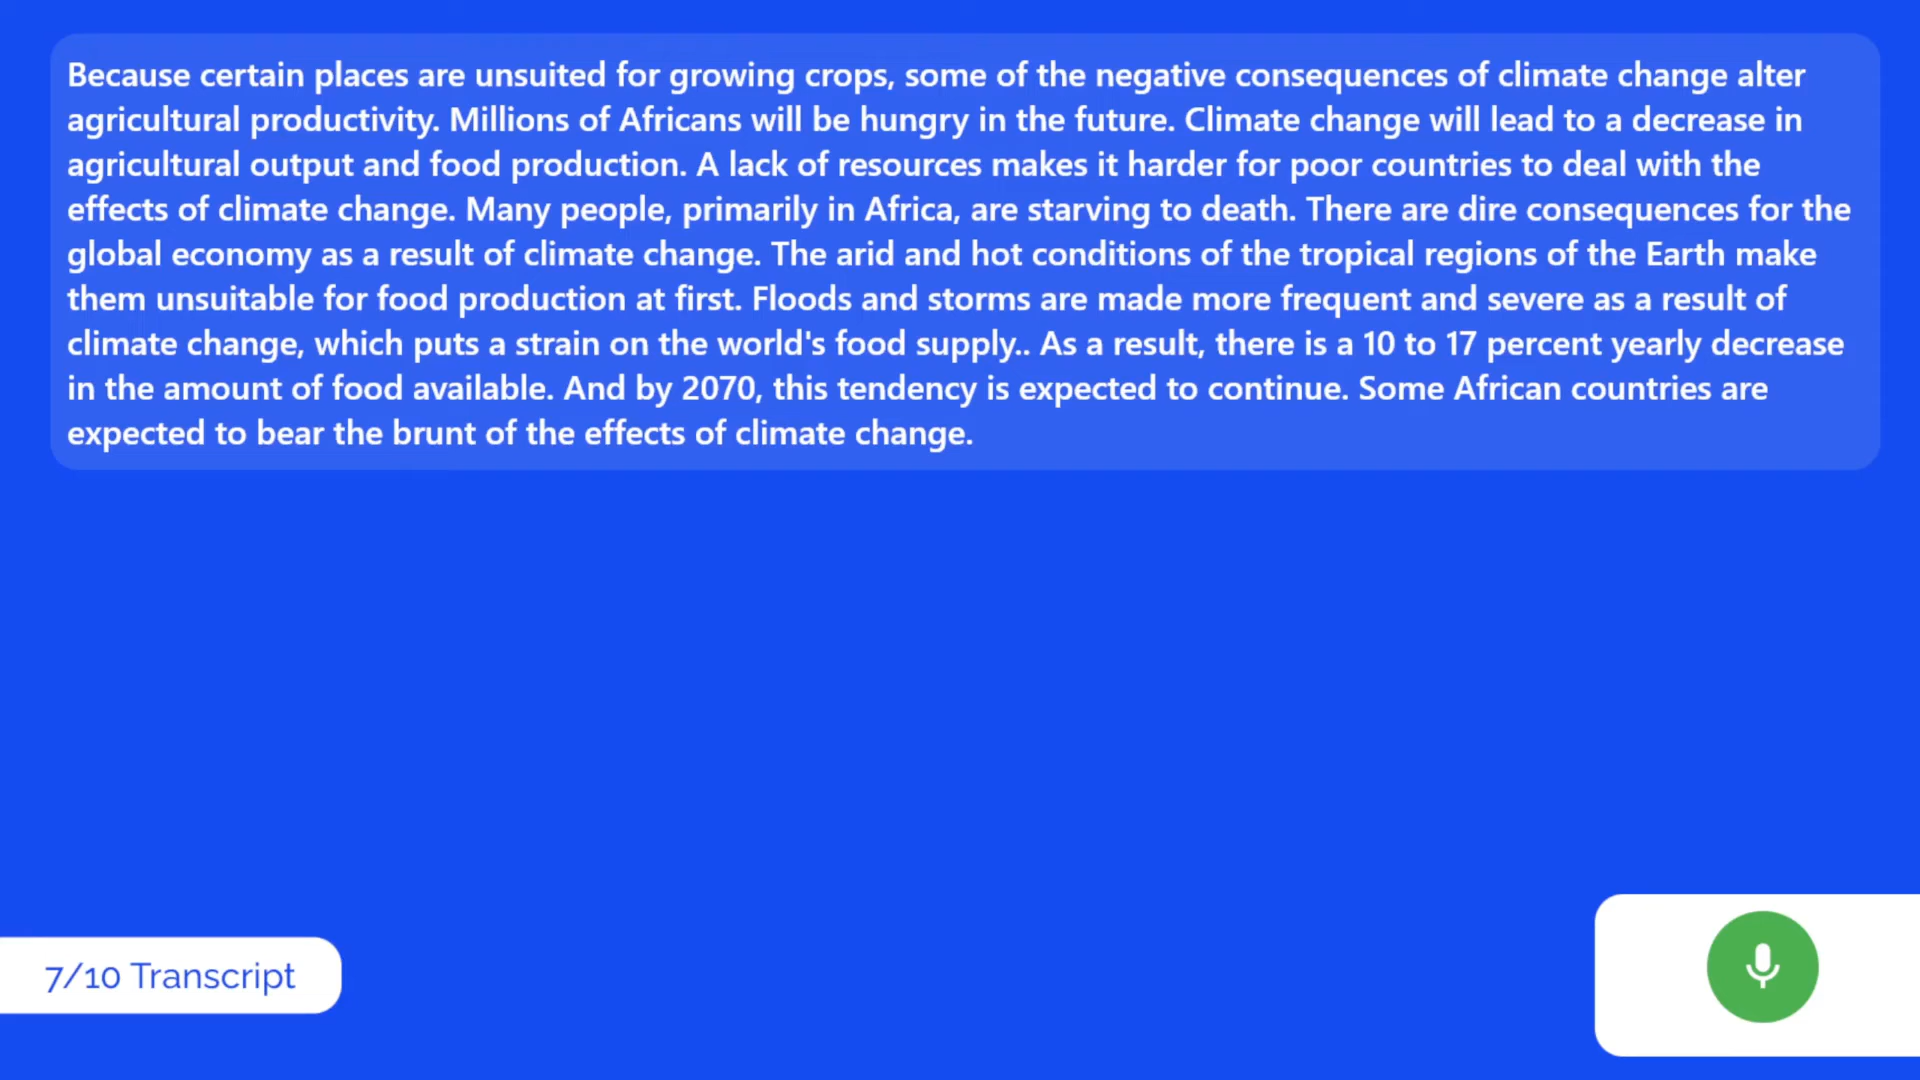 Because certain places are unsuited for growing crops, some of the negative consequences of climate change alter
agricultural productivity. Millions of Africans will be hungry in the future. Climate change will lead to a decrease in
agricultural output and food production. A lack of resources makes it harder for poor countries to deal with the
effects of climate change. Many people, primarily in Africa, are starving to death. There are dire consequences for the
global economy as a result of climate change. The arid and hot conditions of the tropical regions of the Earth make
them unsuitable for food production at first. Floods and storms are made more frequent and severe as a result of
climate change, which puts a strain on the world's food supply.. As a result, there is a 10 to 17 percent yearly decrease
in the amount of food available. And by 2070, this tendency is expected to continue. Some African countries are
expected to bear the brunt of the effects of climate change.
7/10 Transcript